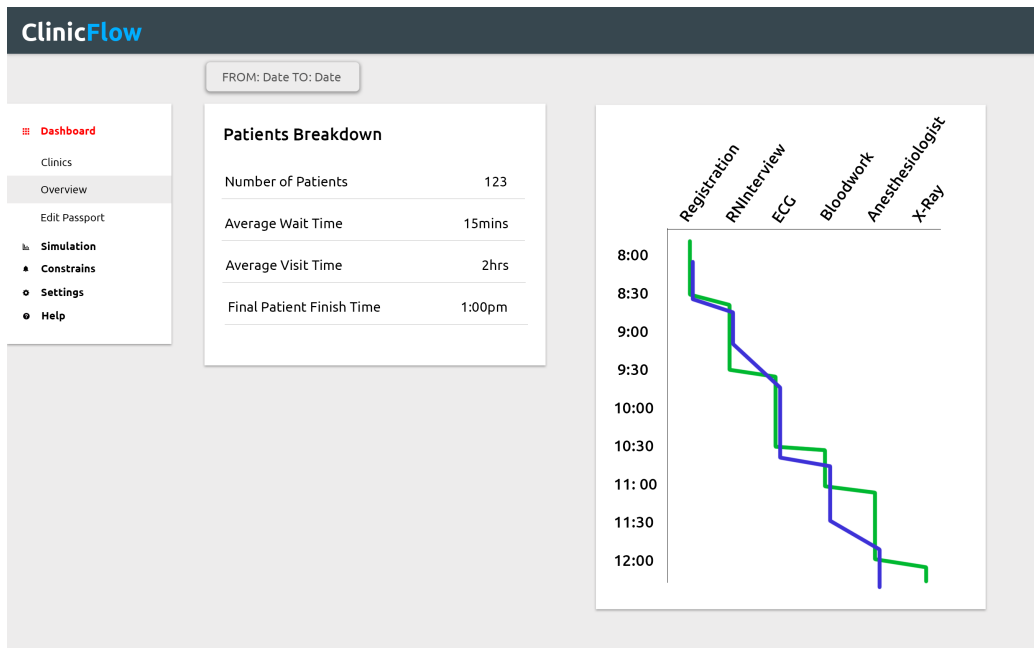 ClinicFlow
FROM: Date TO: Date
Dashboard
Clinics
Overview
Edit Passport
Simulation
Constrains
Settings
Help
Patients Breakdown
Number of Patients 123
Average Wait Time 15mins
Average Visit Time 2hrs
Final Patient Finish Time 1:00pm
Registration
RNInterview
ECG
Bloodwork
Anesthesiologist
X-Ray
8:00
8:30
9:00
9:30
10:00
10:30
11: 00
11:30
12:00